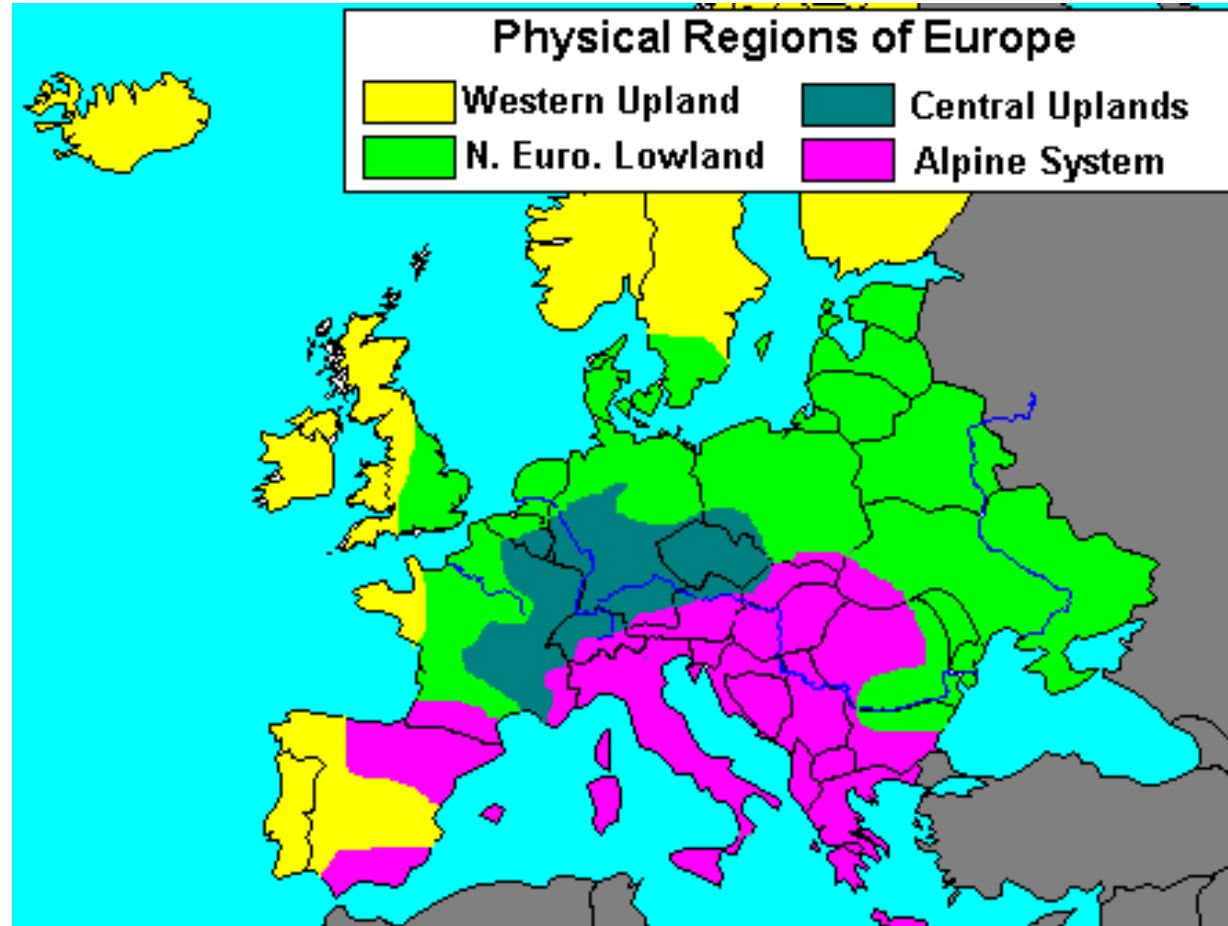 Physical Regions of Europe
Western Upland
Central Uplands
N. Euro. Lowland
Alpine System